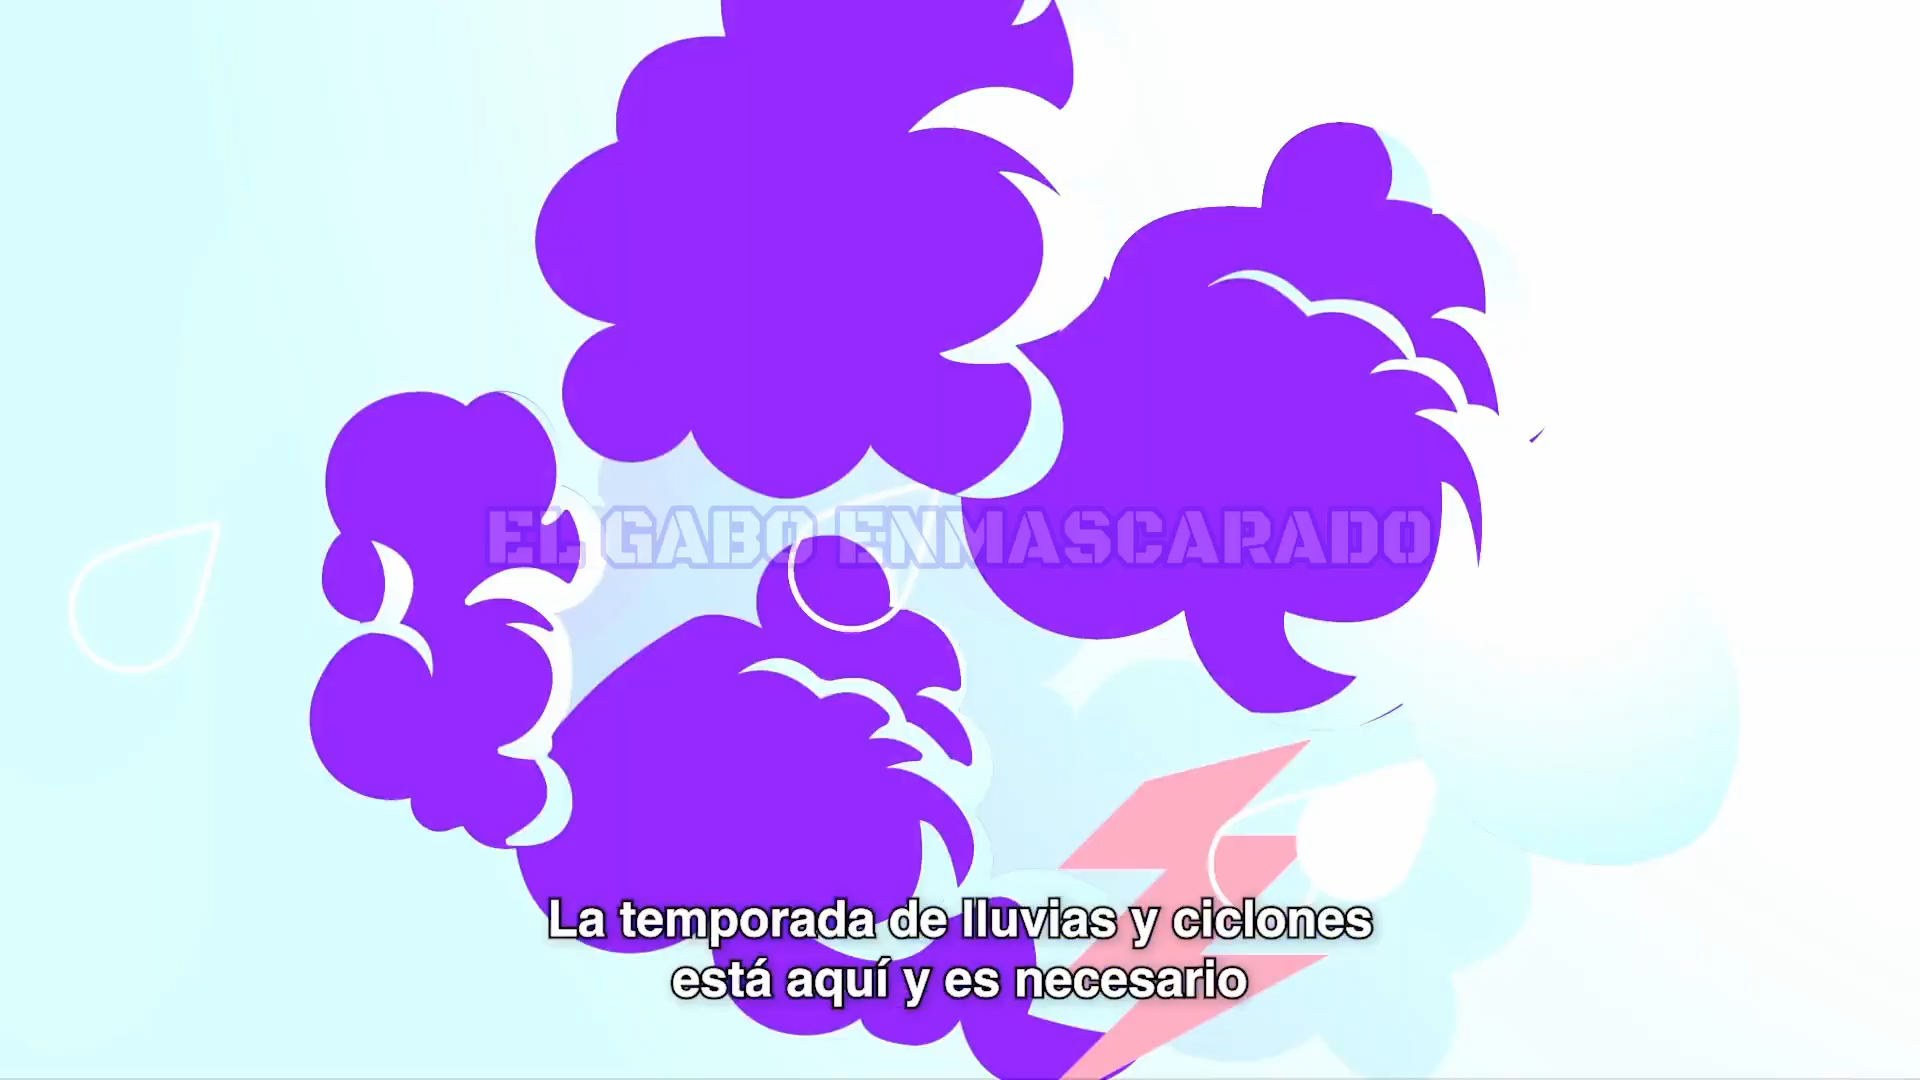 EL GABO ENMASCARADO
La temporada de lluvias y ciclones
está aquí y es necesario